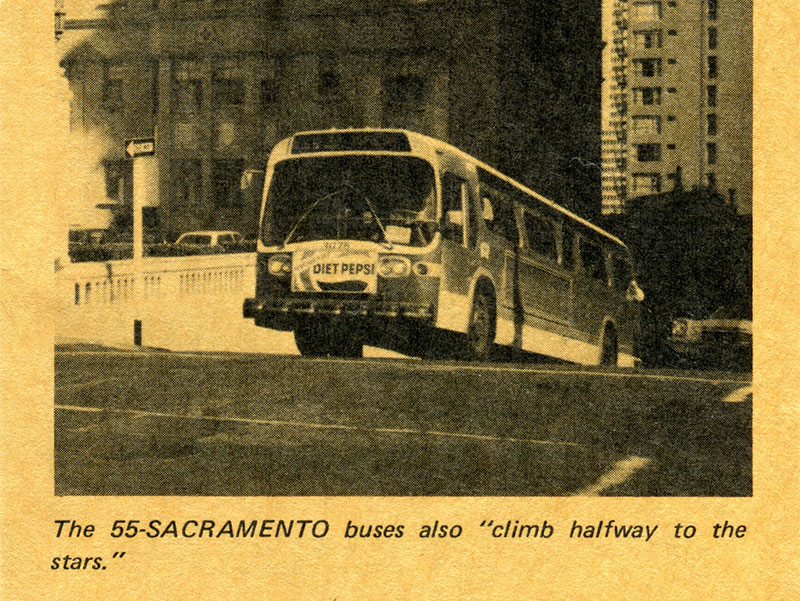 DIET PEPSI
The 55-SACRAMENTO buses also “climb halfway to the
stars.”